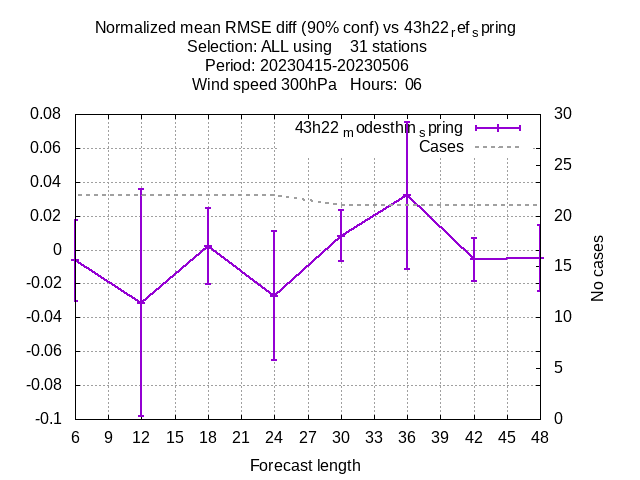 Normalized mean RMSE diff (90% conf) vs 43h22refspring
Selection: ALL using 31 stations
Period: 20230415-20230506
Wind speed 300hPa Hours: 06
0.08
0.06
0.04
0.02
0
-0.02
-0.04
-0.06
-0.08
-0.1
30
25
20
15
10
5
0
43h22modesthinspring
Cases
No cases
6 9 12 15 18 21 24 27 30 33 36 39 42 45 48
Forecast length